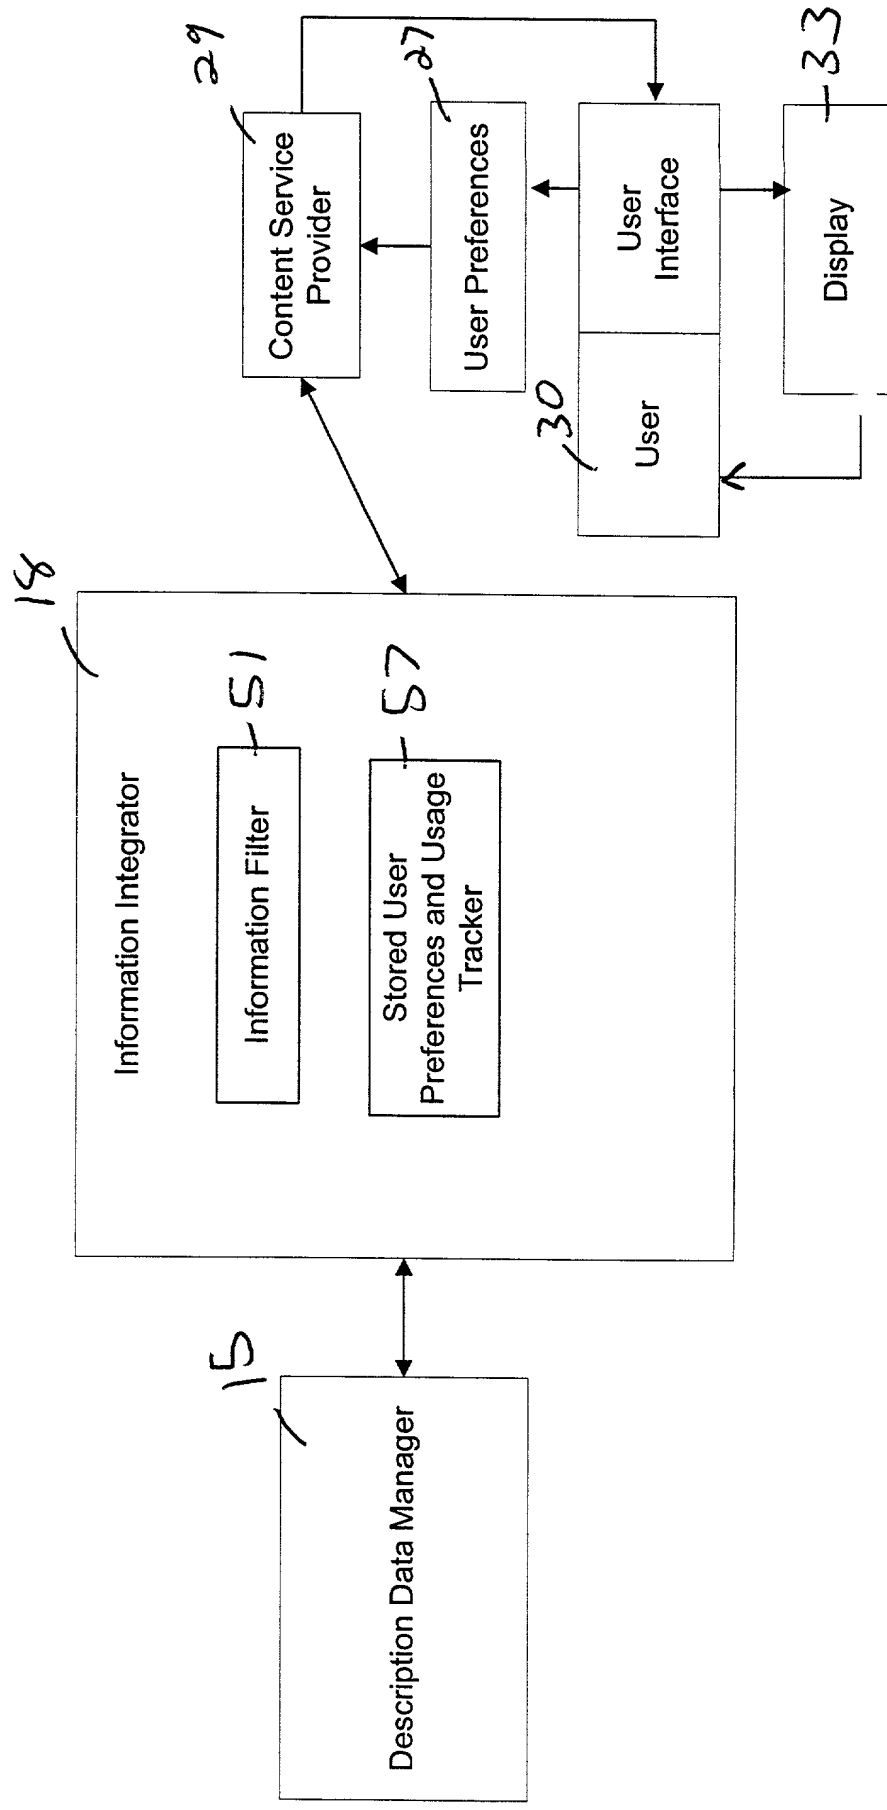 18
Information Integrator
Information Filter
51
Stored User
Preferences and Usage
Tracker
57
15
Description Data Manager
29
Content Service
Provider
27
User Preferences
30
User
User
Interface
33
Display